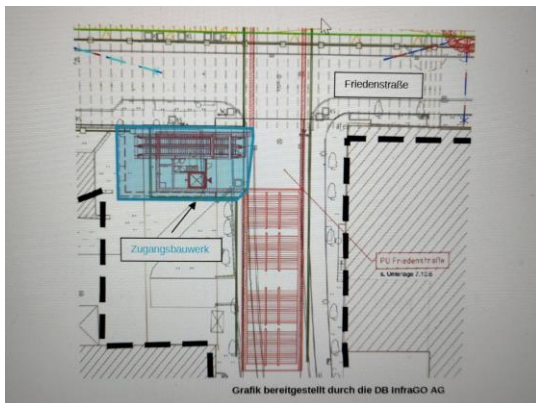 Friedenstraße
Zugangsbauwerk
PU Friedenstraße
s. Unterlage 7.12.6
Grafik bereitgestellt durch die DB InfraGO AG